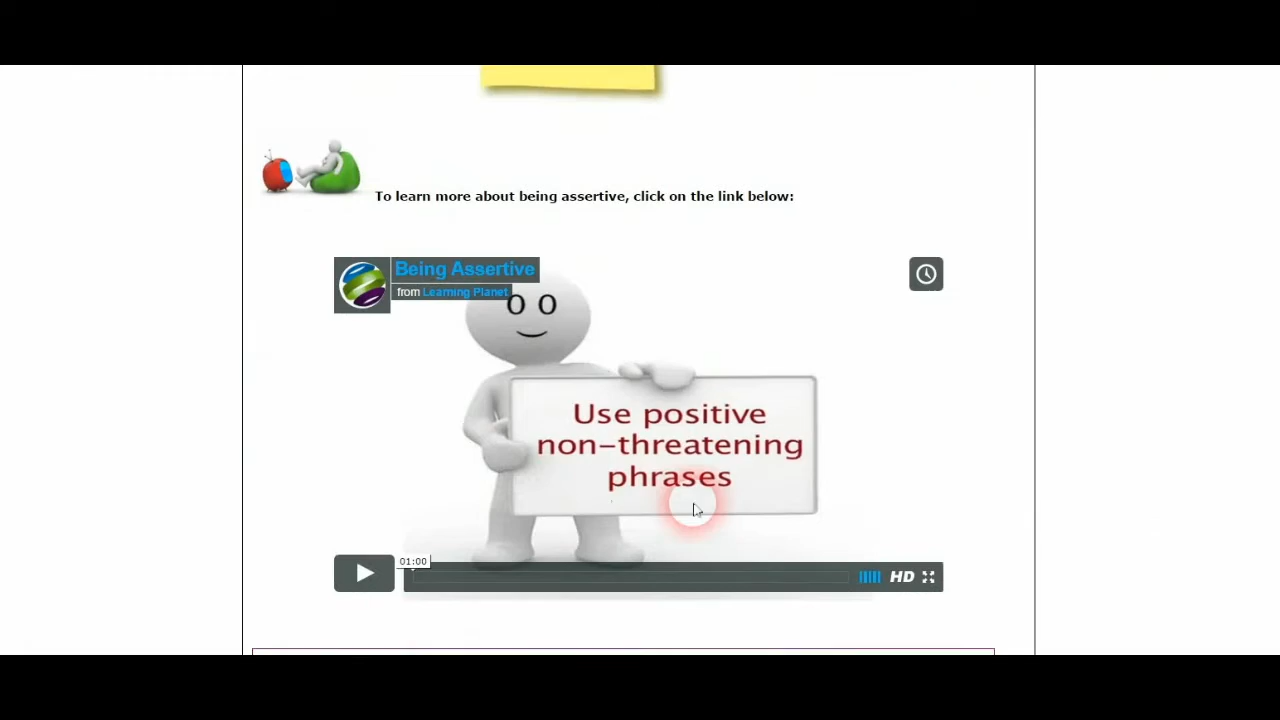 To learn more about being assertive, click on the link below:
Being Assertive
from Learning Planet
Use positive
non-threatening
phrases
01:00
HD